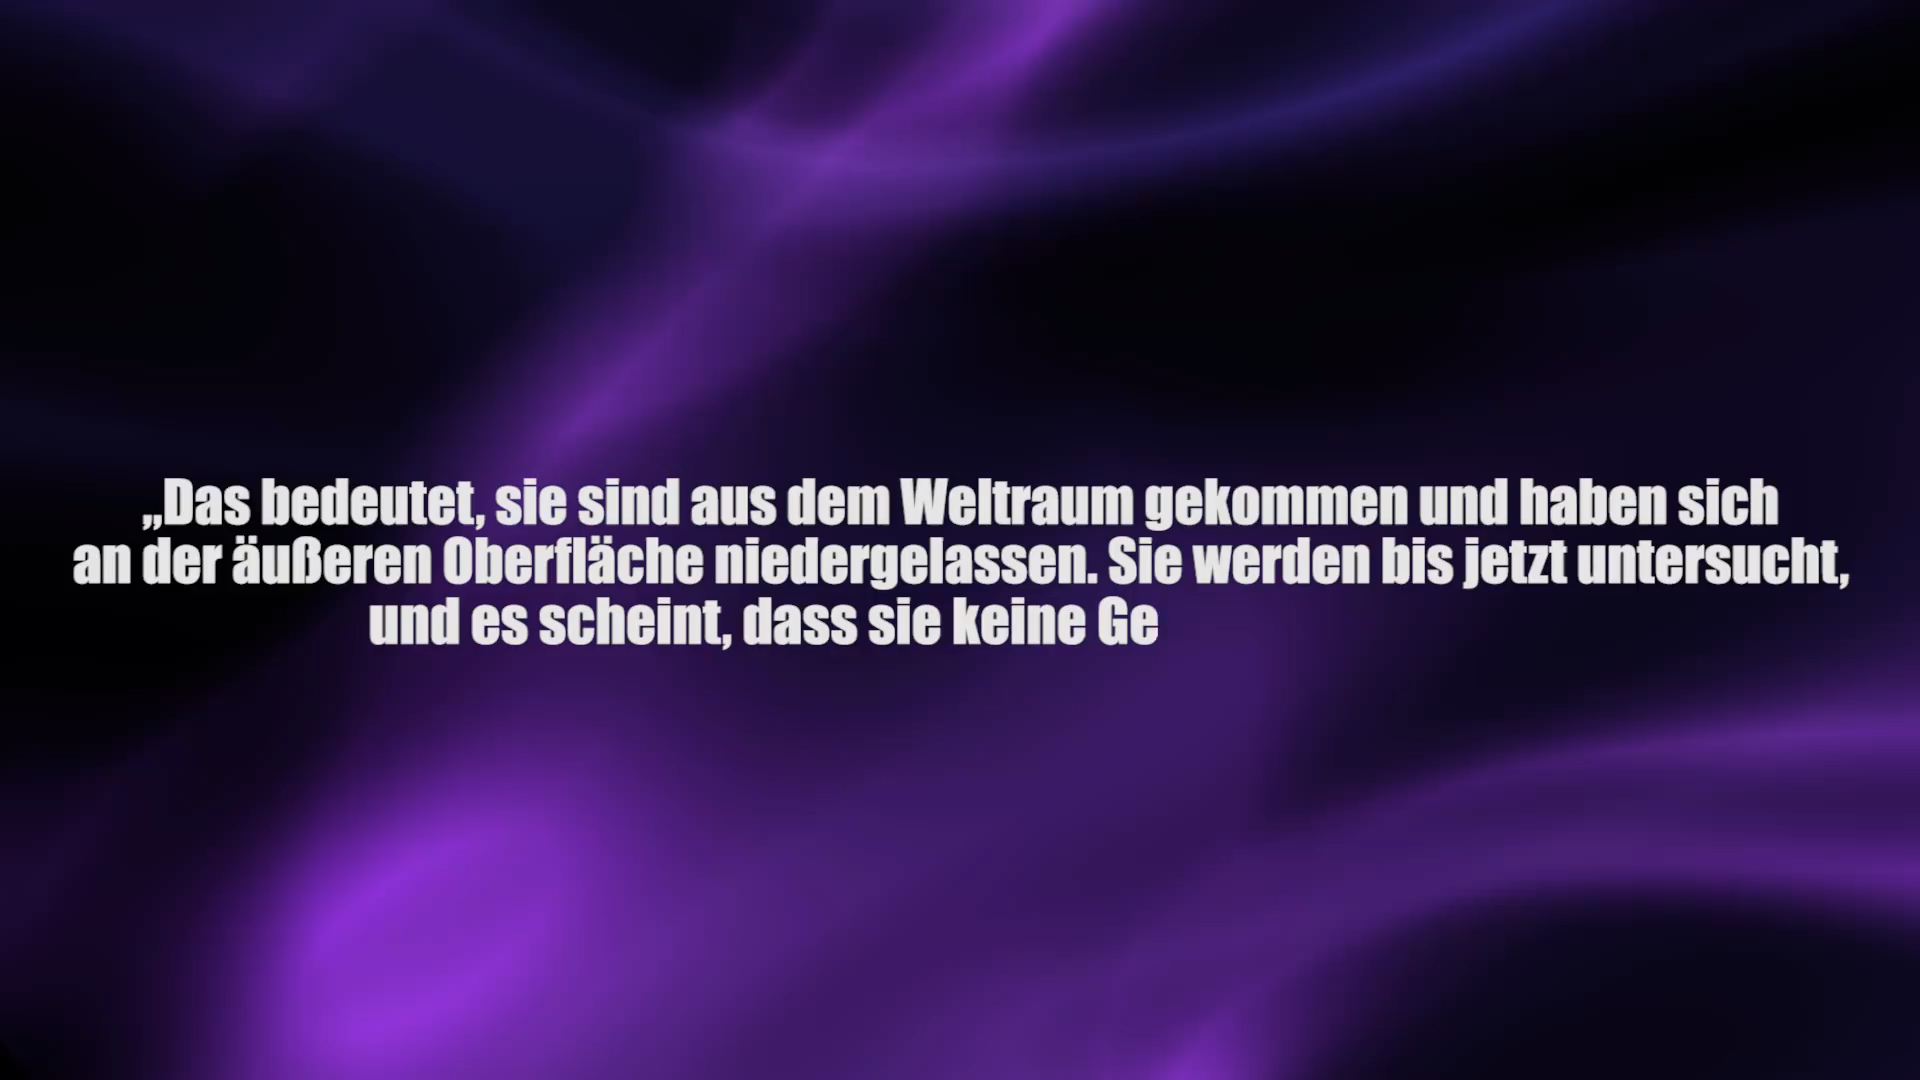 „Das bedeutet, sie sind aus dem Weltraum gekommen und haben sich
an der äußeren Oberfläche niedergelassen. Sie werden bis jetzt untersucht,
und es scheint, dass sie keine Ge